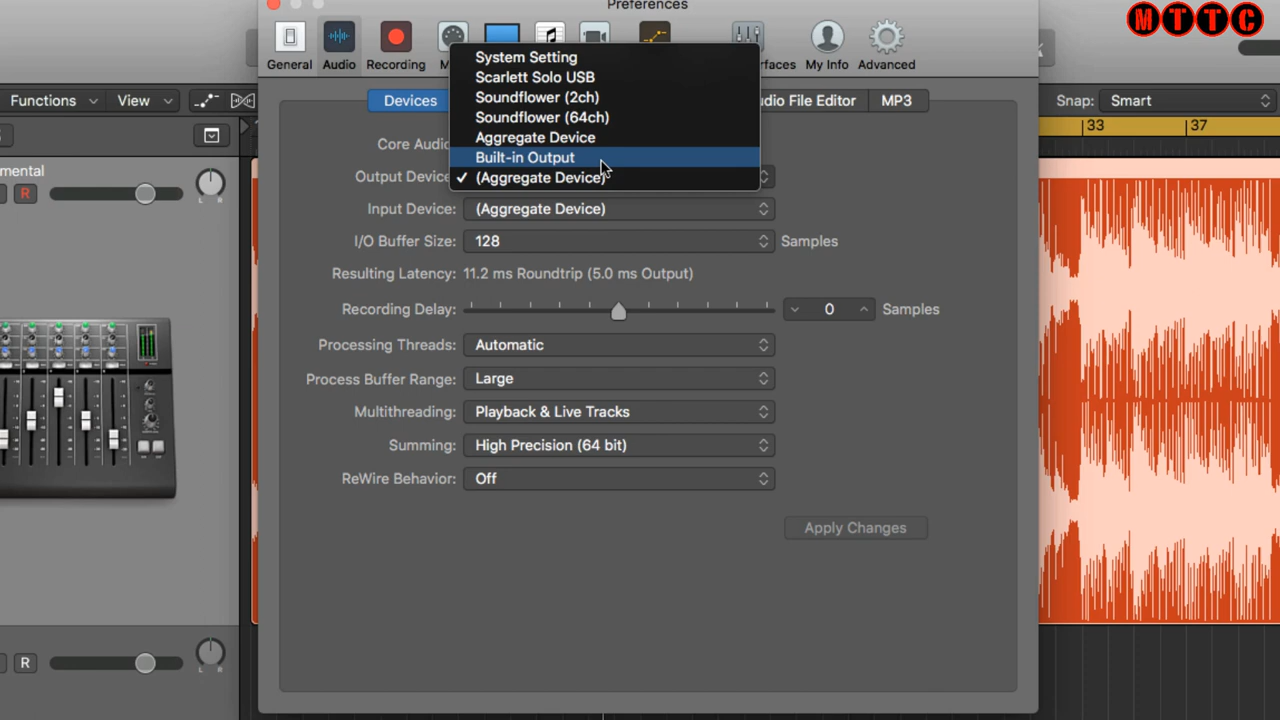 Preferences
MTTC
General
Audio
Recording
My Info
Advanced
System Setting
Scarlett Solo USB
Soundflower (2ch)
Soundflower (64ch)
Aggregate Device
Built-in Output
✓ (Aggregate Device)
Functions
View
Devices
File Editor
MP3
Snap: Smart
33
37
Core
Output Device
Input Device: (Aggregate Device)
I/O Buffer Size: 128 Samples
Resulting Latency: 11.2 ms Roundtrip (5.0 ms Output)
Recording Delay: 0 Samples
Processing Threads: Automatic
Process Buffer Range: Large
Multithreading: Playback & Live Tracks
Summing: High Precision (64 bit)
ReWire Behavior: Off
Apply Changes
R
L R
R
L R